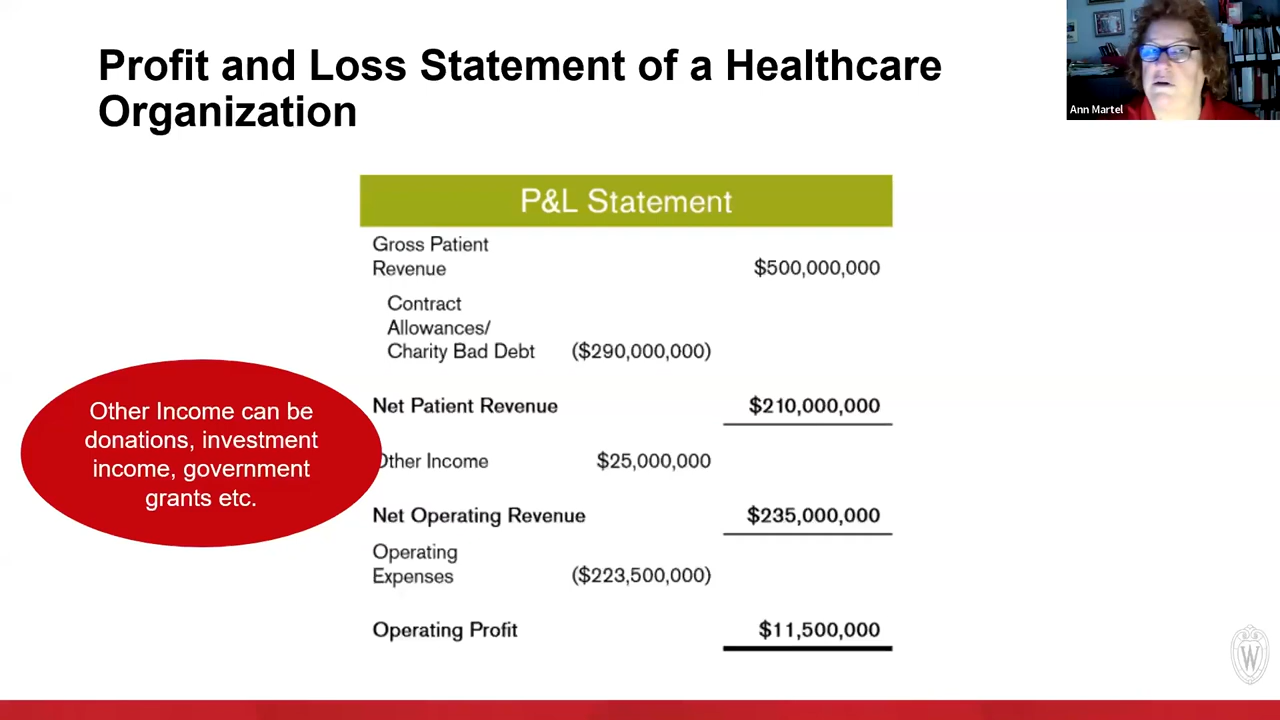 Profit and Loss Statement of a Healthcare
Organization
Ann Martel
P&L Statement
Gross Patient
Revenue $500,000,000
Contract
Allowances/
Charity Bad Debt ($290,000,000)
Net Patient Revenue $210,000,000
Other Income can be
donations, investment
income, government
grants etc.
Other Income $25,000,000
Net Operating Revenue $235,000,000
Operating
Expenses ($223,500,000)
Operating Profit $11,500,000
W